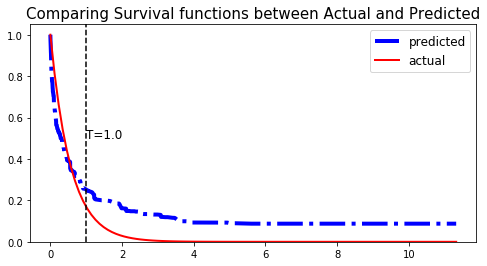 Comparing Survival functions between Actual and Predicted
1.0
0.8
0.6
0.4
0.2
0.0
predicted
actual
T=1.0
0 2 4 6 8 10